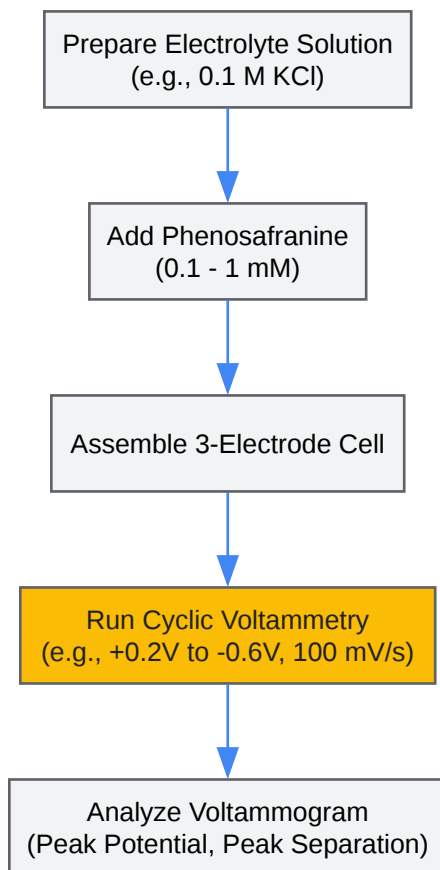 Prepare Electrolyte Solution
(e.g., 0.1 M KCl)
Add Phenosafranine
(0.1 - 1 mM)
Assemble 3-Electrode Cell
Run Cyclic Voltammetry
(e.g., +0.2V to -0.6V, 100 mV/s)
Analyze Voltammogram
(Peak Potential, Peak Separation)